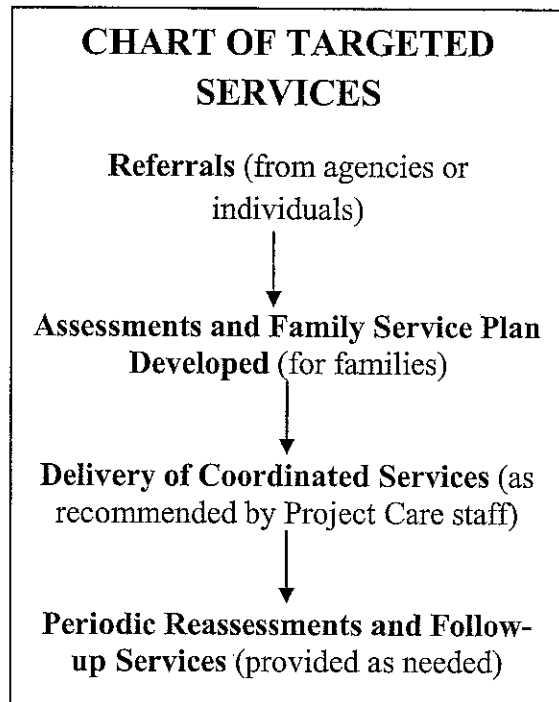 CHART OF TARGETED
SERVICES
Referrals (from agencies or
individuals)
Assessments and Family Service Plan
Developed (for families)
Delivery of Coordinated Services (as
recommended by Project Care staff)
Periodic Reassessments and Follow-
up Services (provided as needed)